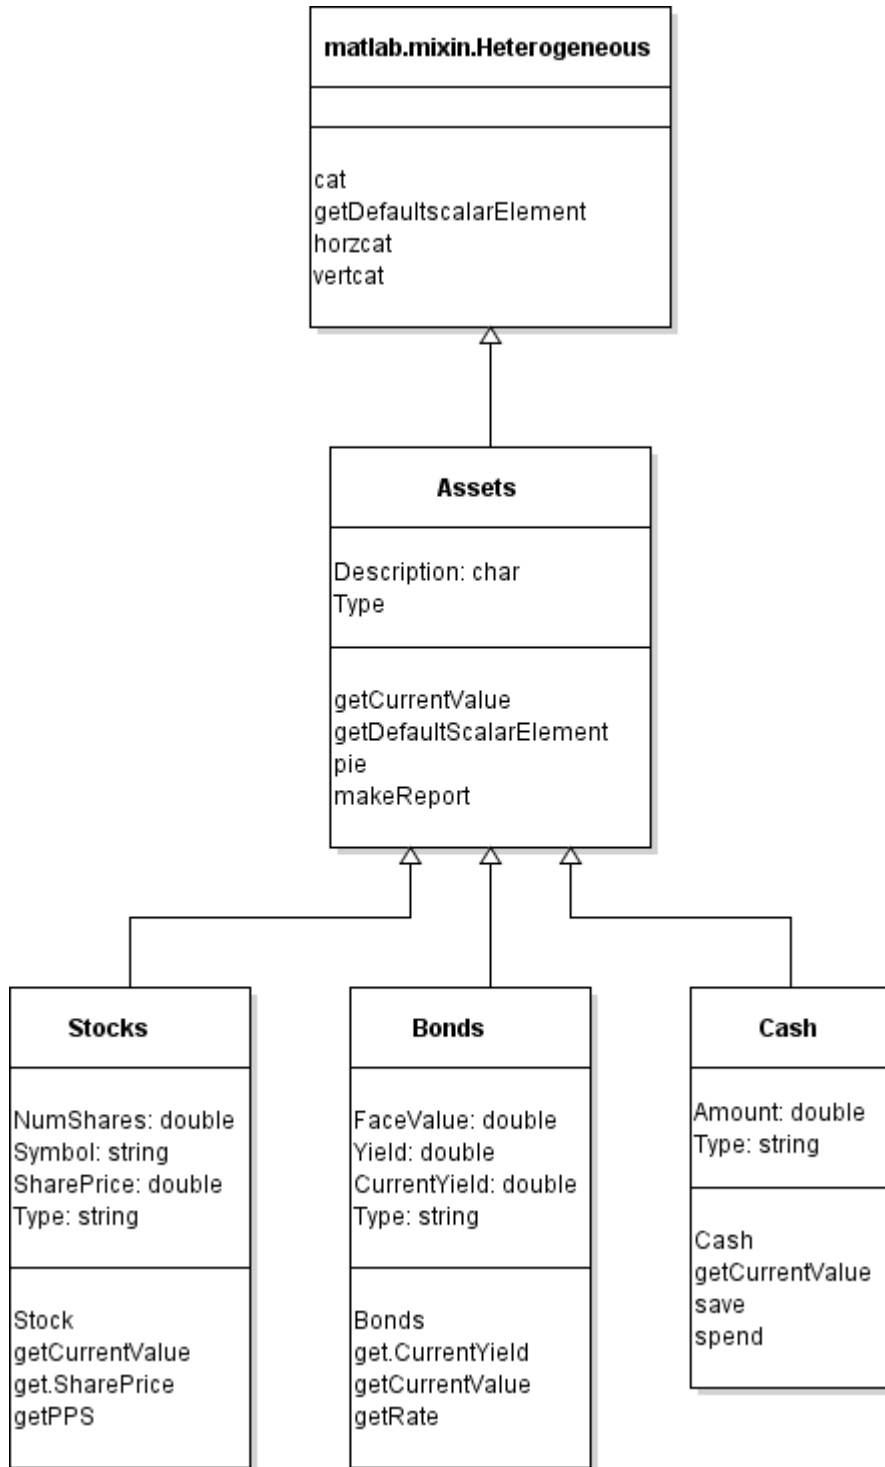 matlab.mixin.Heterogeneous
cat
getDefaultscalarElement
horzcat
vertcat
Assets
Description: char
Type
getCurrentValue
getDefaultScalarElement
pie
makeReport
Stocks
NumShares: double
Symbol: string
SharePrice: double
Type: string
Stock
getCurrentValue
get.SharePrice
getPPS
Bonds
FaceValue: double
Yield: double
CurrentYield: double
Type: string
Bonds
get.CurrentYield
getCurrentValue
getRate
Cash
Amount: double
Type: string
Cash
getCurrentValue
save
spend